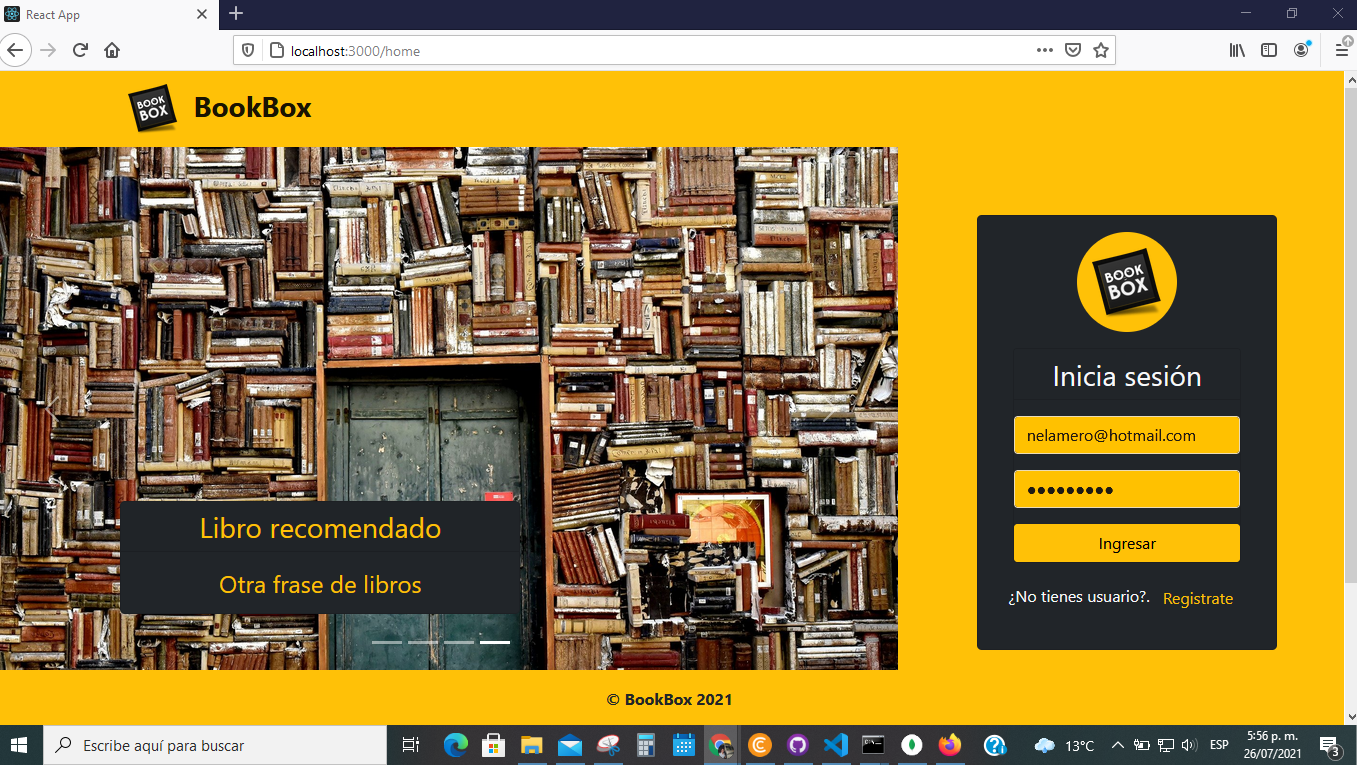 React App
localhost:3000/home
BOOK
BOX
BookBox
BOOK
BOX
Inicia sesión
nelamero@hotmail.com
Ingresar
¿No tienes usuario?. Registrate
Libro recomendado
Otra frase de libros
© BookBox 2021
Escribe aquí para buscar
13°C
ESP
5:56 p. m.
26/07/2021
3